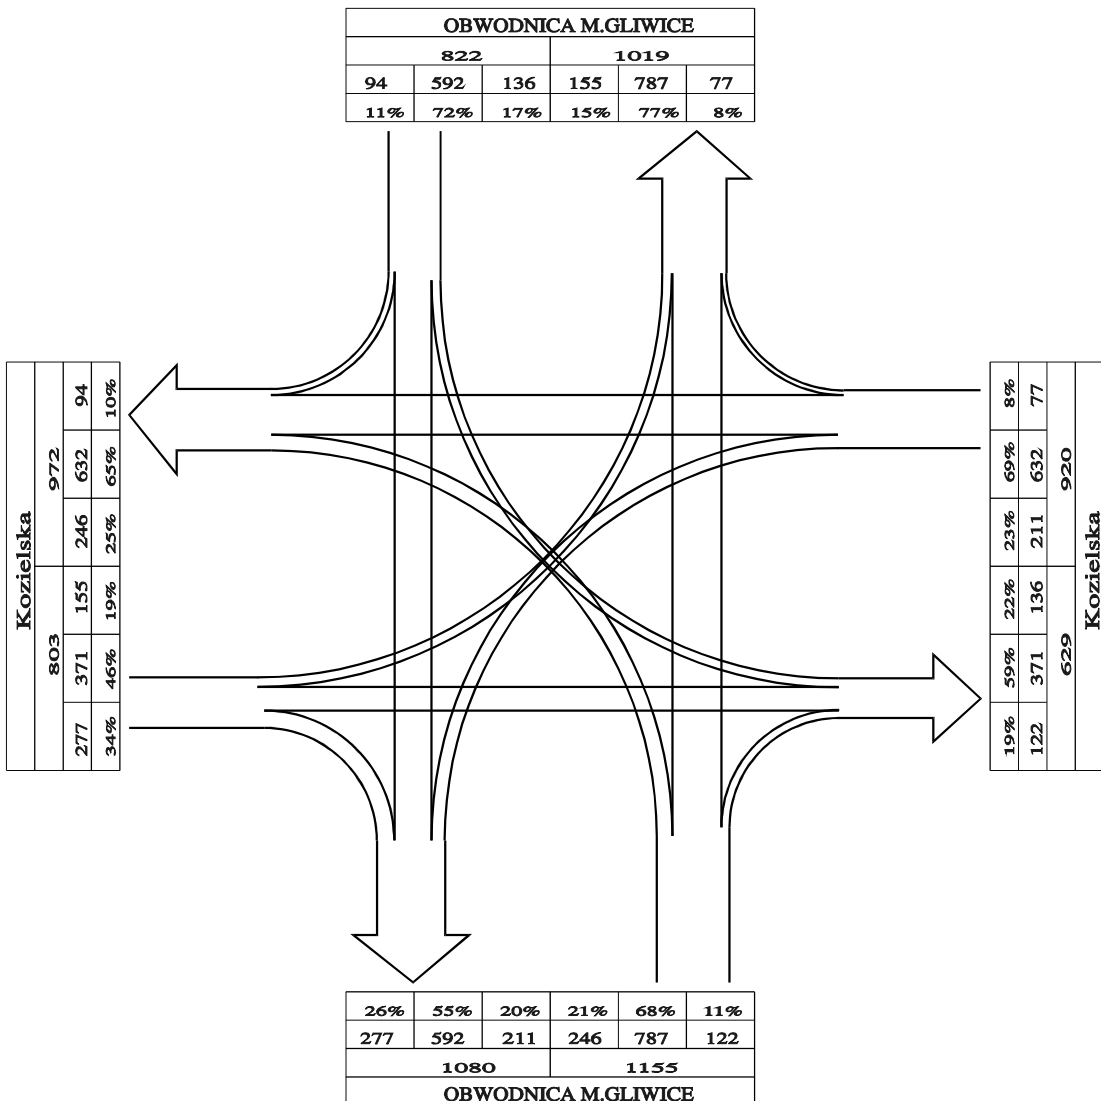 OBWODNICA M.GLIWICE
822 1019
94 592 136 155 787 77
11% 72% 17% 15% 77% 8%
Kozielska
972 803
94 632 246 155 371 277
10% 65% 25% 19% 46% 34%
8% 69% 23% 22% 59% 19%
77 632 211 136 371 122
920 629
Kozielska
26% 55% 20% 21% 68% 11%
277 592 211 246 787 122
1080 1155
OBWODNICA M.GLIWICE